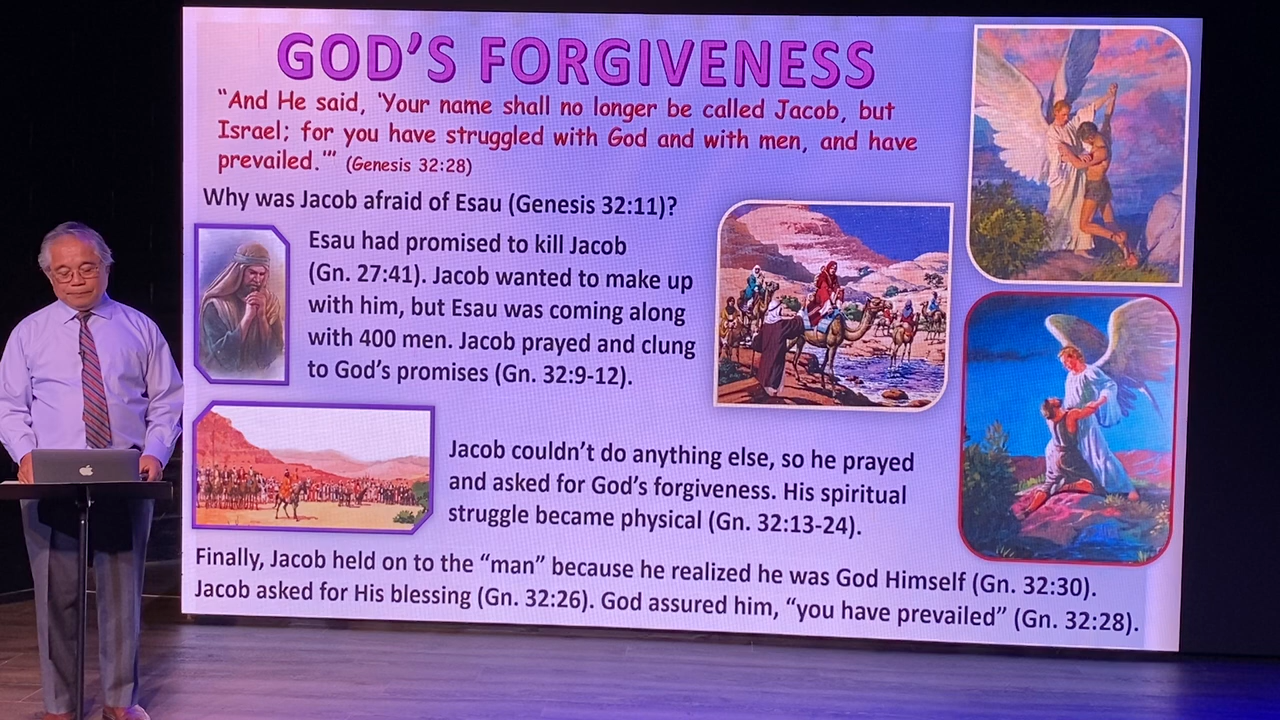 GOD'S FORGIVENESS
“And He said, ‘Your name shall no longer be called Jacob, but
Israel; for you have struggled with God and with men, and have
prevailed.’” (Genesis 32:28)
Why was Jacob afraid of Esau (Genesis 32:11)?
Esau had promised to kill Jacob
(Gn. 27:41). Jacob wanted to make up
with him, but Esau was coming along
with 400 men. Jacob prayed and clung
to God’s promises (Gn. 32:9-12).
Jacob couldn’t do anything else, so he prayed
and asked for God’s forgiveness. His spiritual
struggle became physical (Gn. 32:13-24).
Finally, Jacob held on to the “man” because he realized he was God Himself (Gn. 32:30).
Jacob asked for His blessing (Gn. 32:26). God assured him, “you have prevailed” (Gn. 32:28).